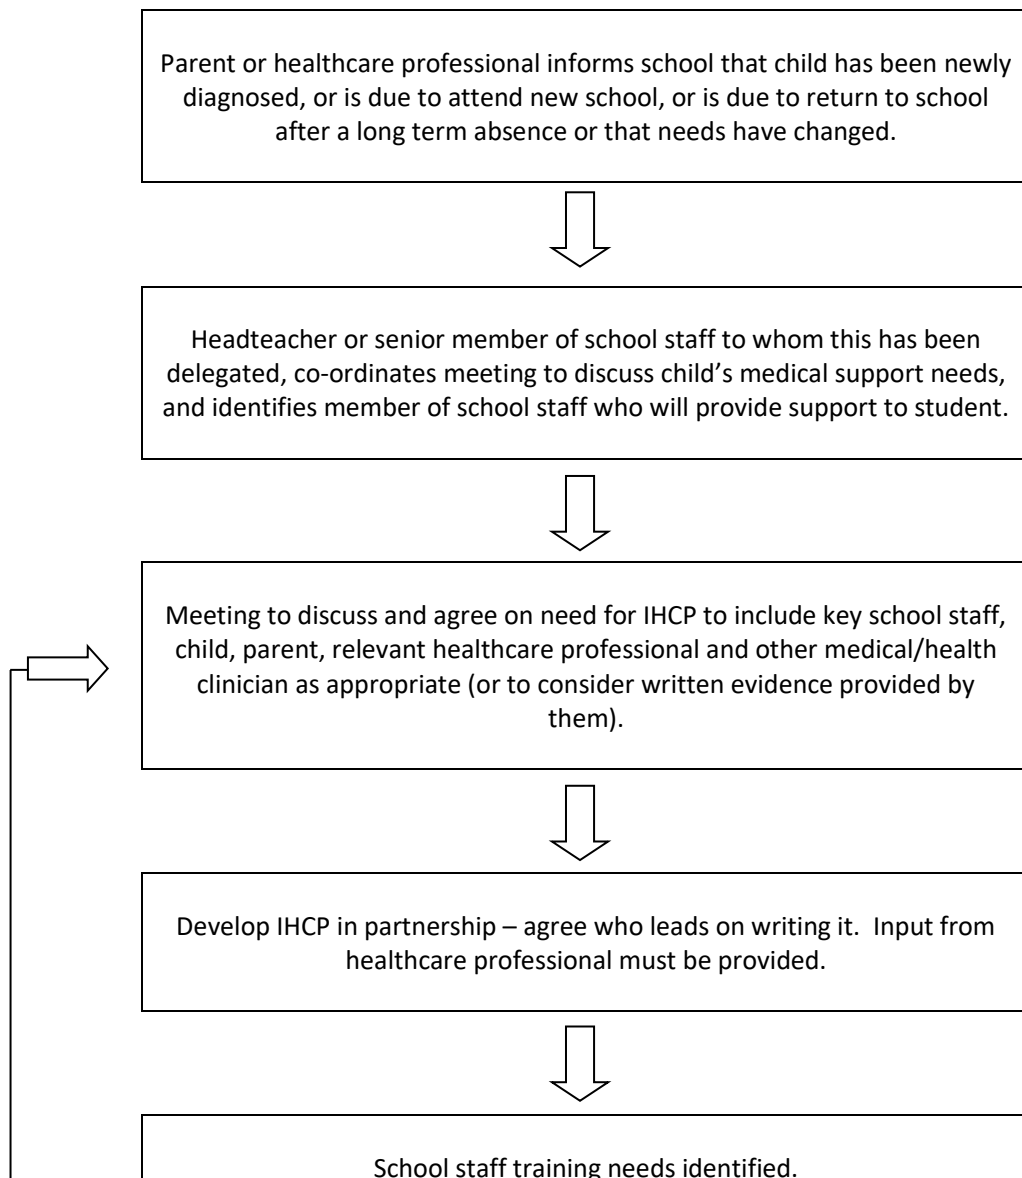 Parent or healthcare professional informs school that child has been newly
diagnosed, or is due to attend new school, or is due to return to school
after a long term absence or that needs have changed.
Headteacher or senior member of school staff to whom this has been
delegated, co-ordinates meeting to discuss child’s medical support needs,
and identifies member of school staff who will provide support to student.
Meeting to discuss and agree on need for IHCP to include key school staff,
child, parent, relevant healthcare professional and other medical/health
clinician as appropriate (or to consider written evidence provided by
them).
Develop IHCP in partnership – agree who leads on writing it.  Input from
healthcare professional must be provided.
School staff training needs identified.